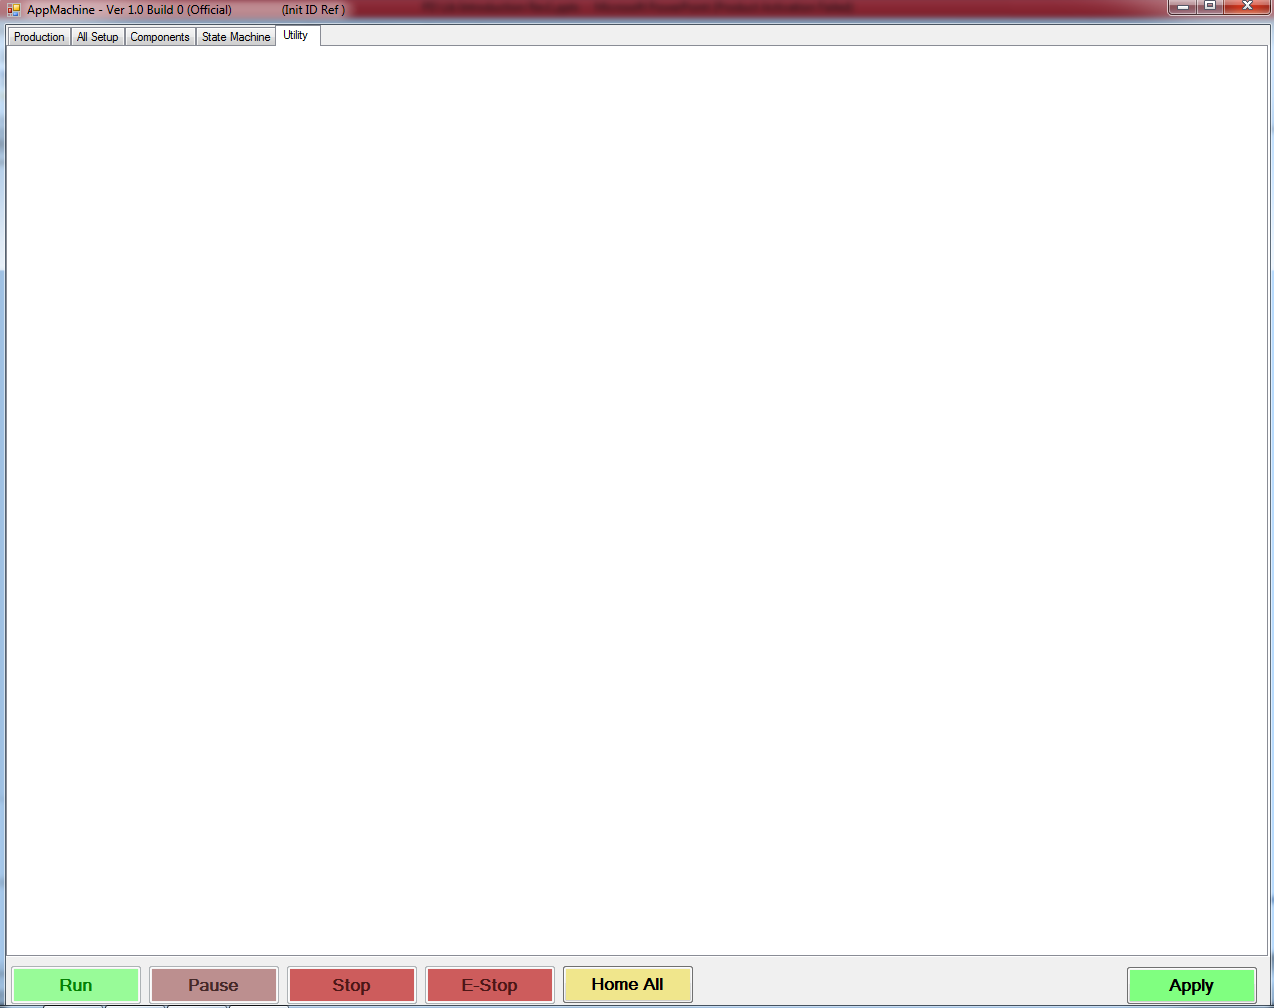 AppMachine - Ver 1.0 Build 0 (Official) (Init ID Ref )
Production All Setup Components State Machine Utility
Run Pause Stop E-Stop Home All Apply